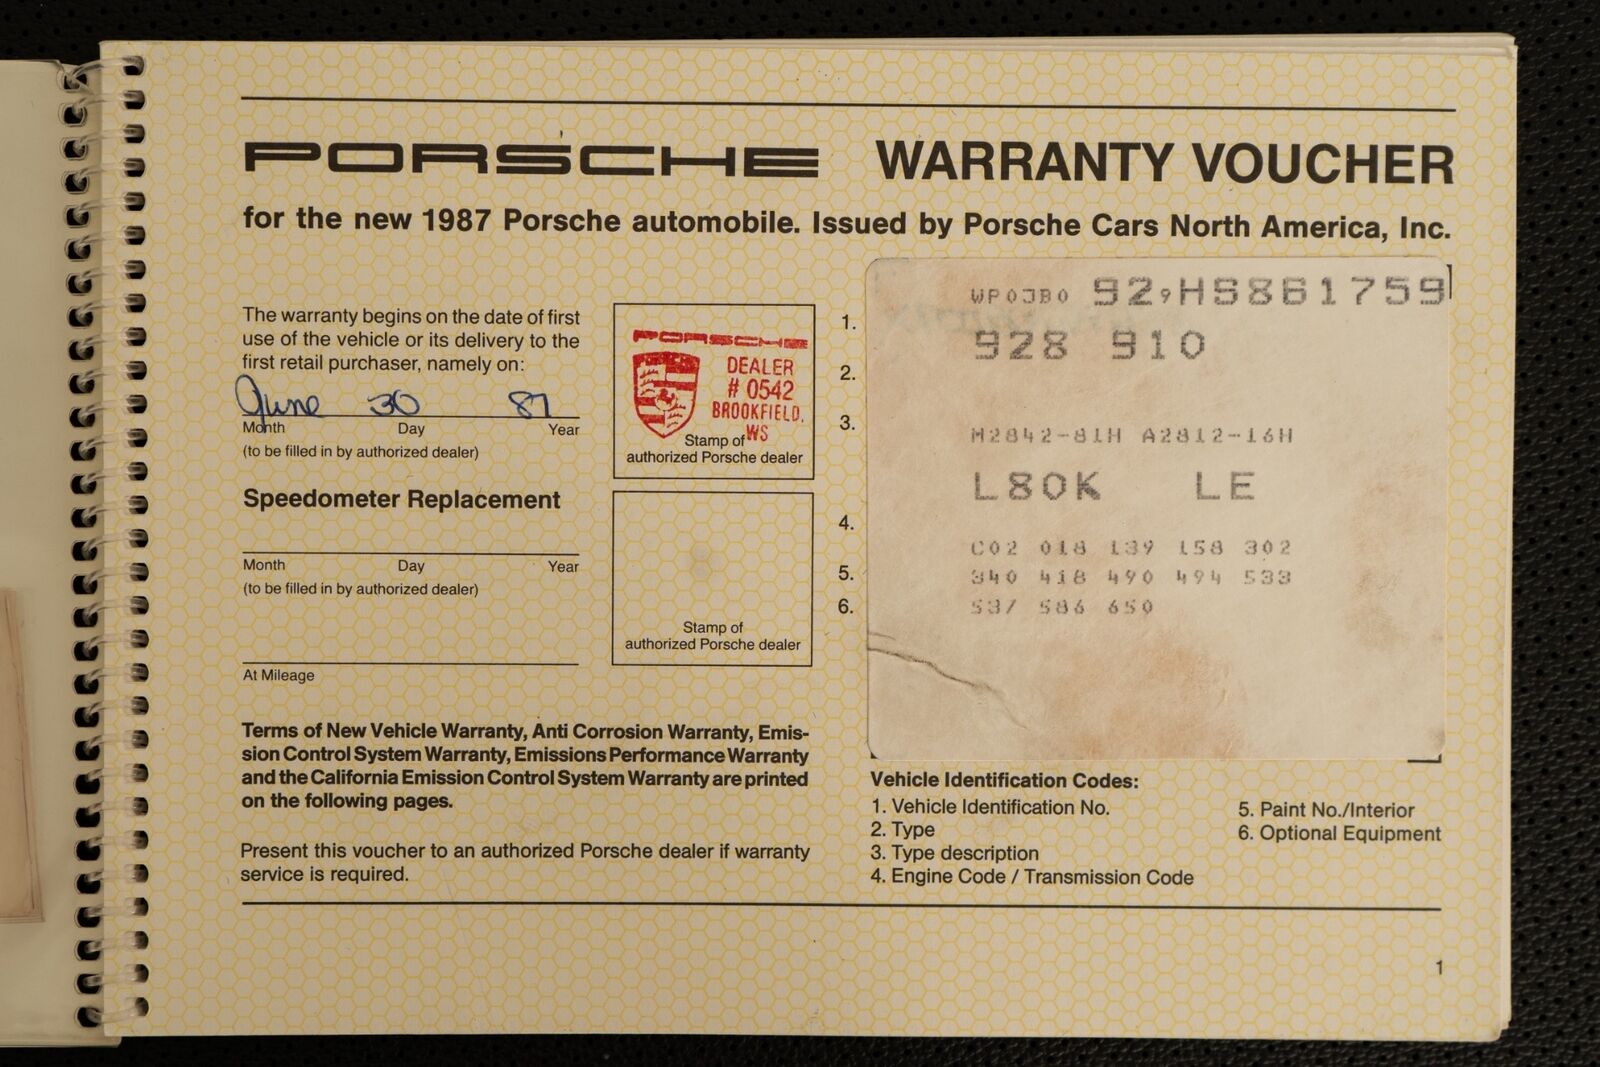 PORSCHE WARRANTY VOUCHER
for the new 1987 Porsche automobile. Issued by Porsche Cars North America, Inc.
The warranty begins on the date of first
use of the vehicle or its delivery to the
first retail purchaser, namely on:
June 30 87
Month Day Year
(to be filled in by authorized dealer)
Speedometer Replacement
Month Day Year
(to be filled in by authorized dealer)
At Mileage
PORSCHE
DEALER
# 0542
BROOKFIELD,
WS
Stamp of
authorized Porsche dealer
Stamp of
authorized Porsche dealer
1.
2.
3.
4.
5.
6.
WP0JB0 929HS861759
928 910
M2842-81H A2812-16H
L80K LE
C02 018 139 158 302
340 418 490 494 533
537 586 650
Terms of New Vehicle Warranty, Anti Corrosion Warranty, Emis-
sion Control System Warranty, Emissions Performance Warranty
and the California Emission Control System Warranty are printed
on the following pages.
Present this voucher to an authorized Porsche dealer if warranty
service is required.
Vehicle Identification Codes:
1. Vehicle Identification No.
2. Type
3. Type description
4. Engine Code / Transmission Code
5. Paint No./Interior
6. Optional Equipment
1